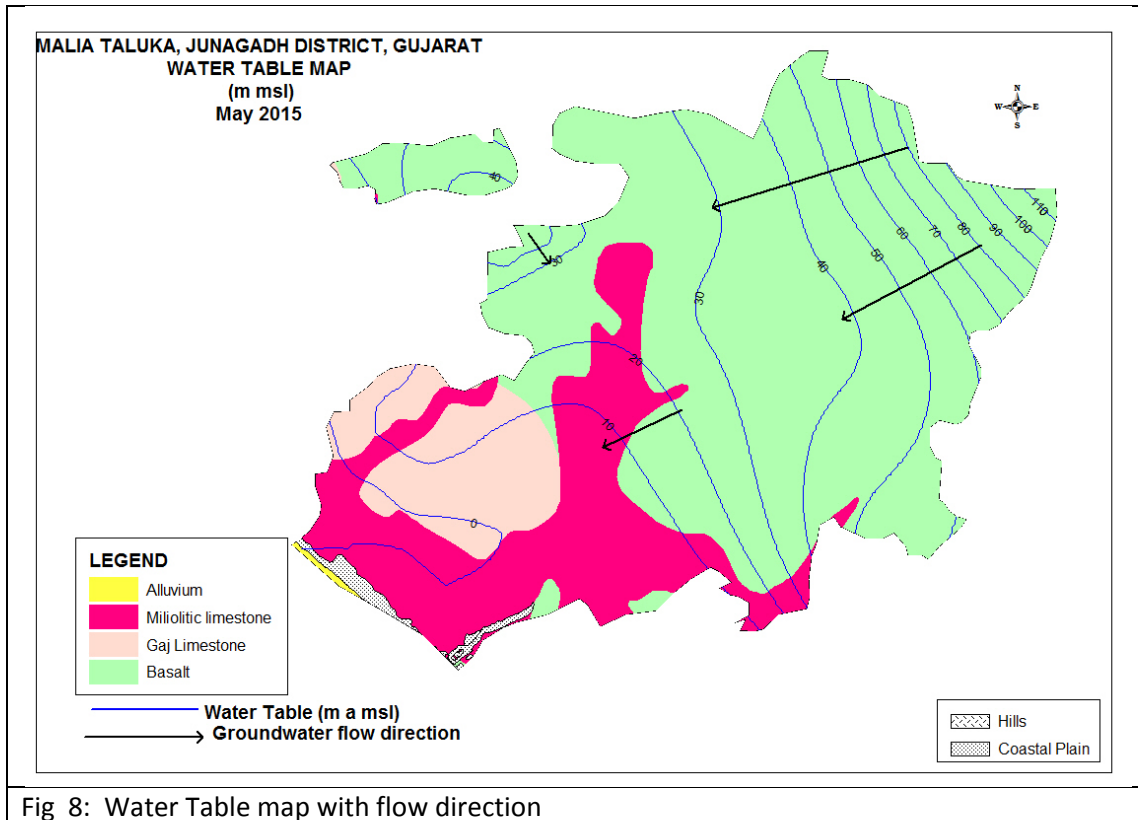 MALIA TALUKA, JUNAGADH DISTRICT, GUJARAT
WATER TABLE MAP
(m msl)
May 2015
N
W E
S
40
110
100
90
80
70
60
50
40
30
20
10
0
LEGEND
Alluvium
Miliolitic limestone
Gaj Limestone
Basalt
Water Table (m a msl)
Groundwater flow direction
Hills
Coastal Plain
Fig 8: Water Table map with flow direction